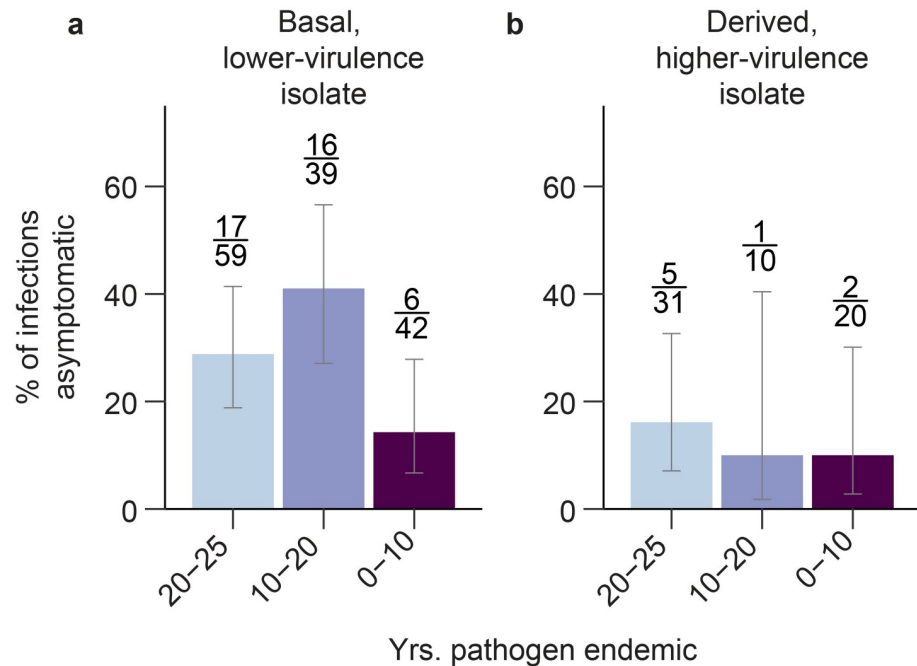 a
Basal,
lower-virulence
isolate
% of infections
asymptomatic
60
40
20
0
17
59
16
39
6
42
20–25
10–20
0–10
b
Derived,
higher-virulence
isolate
60
40
20
0
5
31
1
10
2
20
20–25
10–20
0–10
Yrs. pathogen endemic